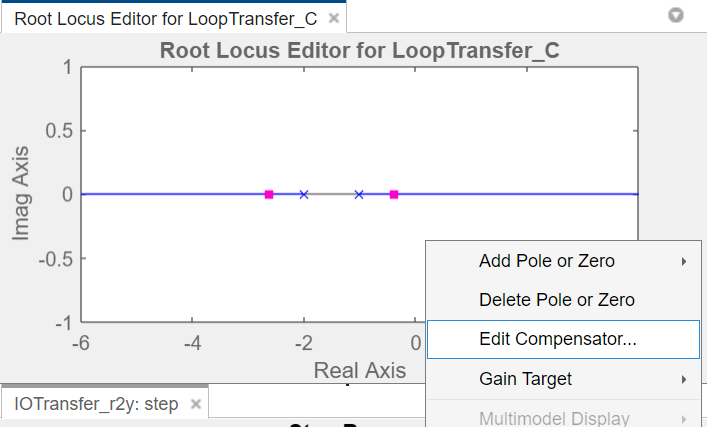 Root Locus Editor for LoopTransfer_C ×
Root Locus Editor for LoopTransfer_C
1
0.5
0
-0.5
-1
Imag Axis
-6
-4
-2
0
Real Axis
Add Pole or Zero
Delete Pole or Zero
Edit Compensator...
Gain Target
Multimodel Display
IOTransfer_r2y: step ×